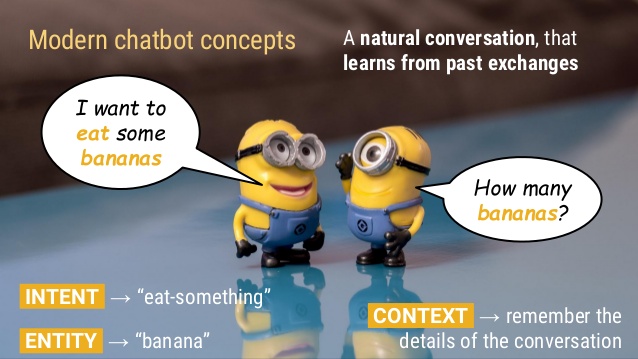 Modern chatbot concepts
A natural conversation, that
learns from past exchanges
I want to
eat some
bananas
How many
bananas?
INTENT → “eat-something”
ENTITY → “banana”
CONTEXT → remember the
details of the conversation